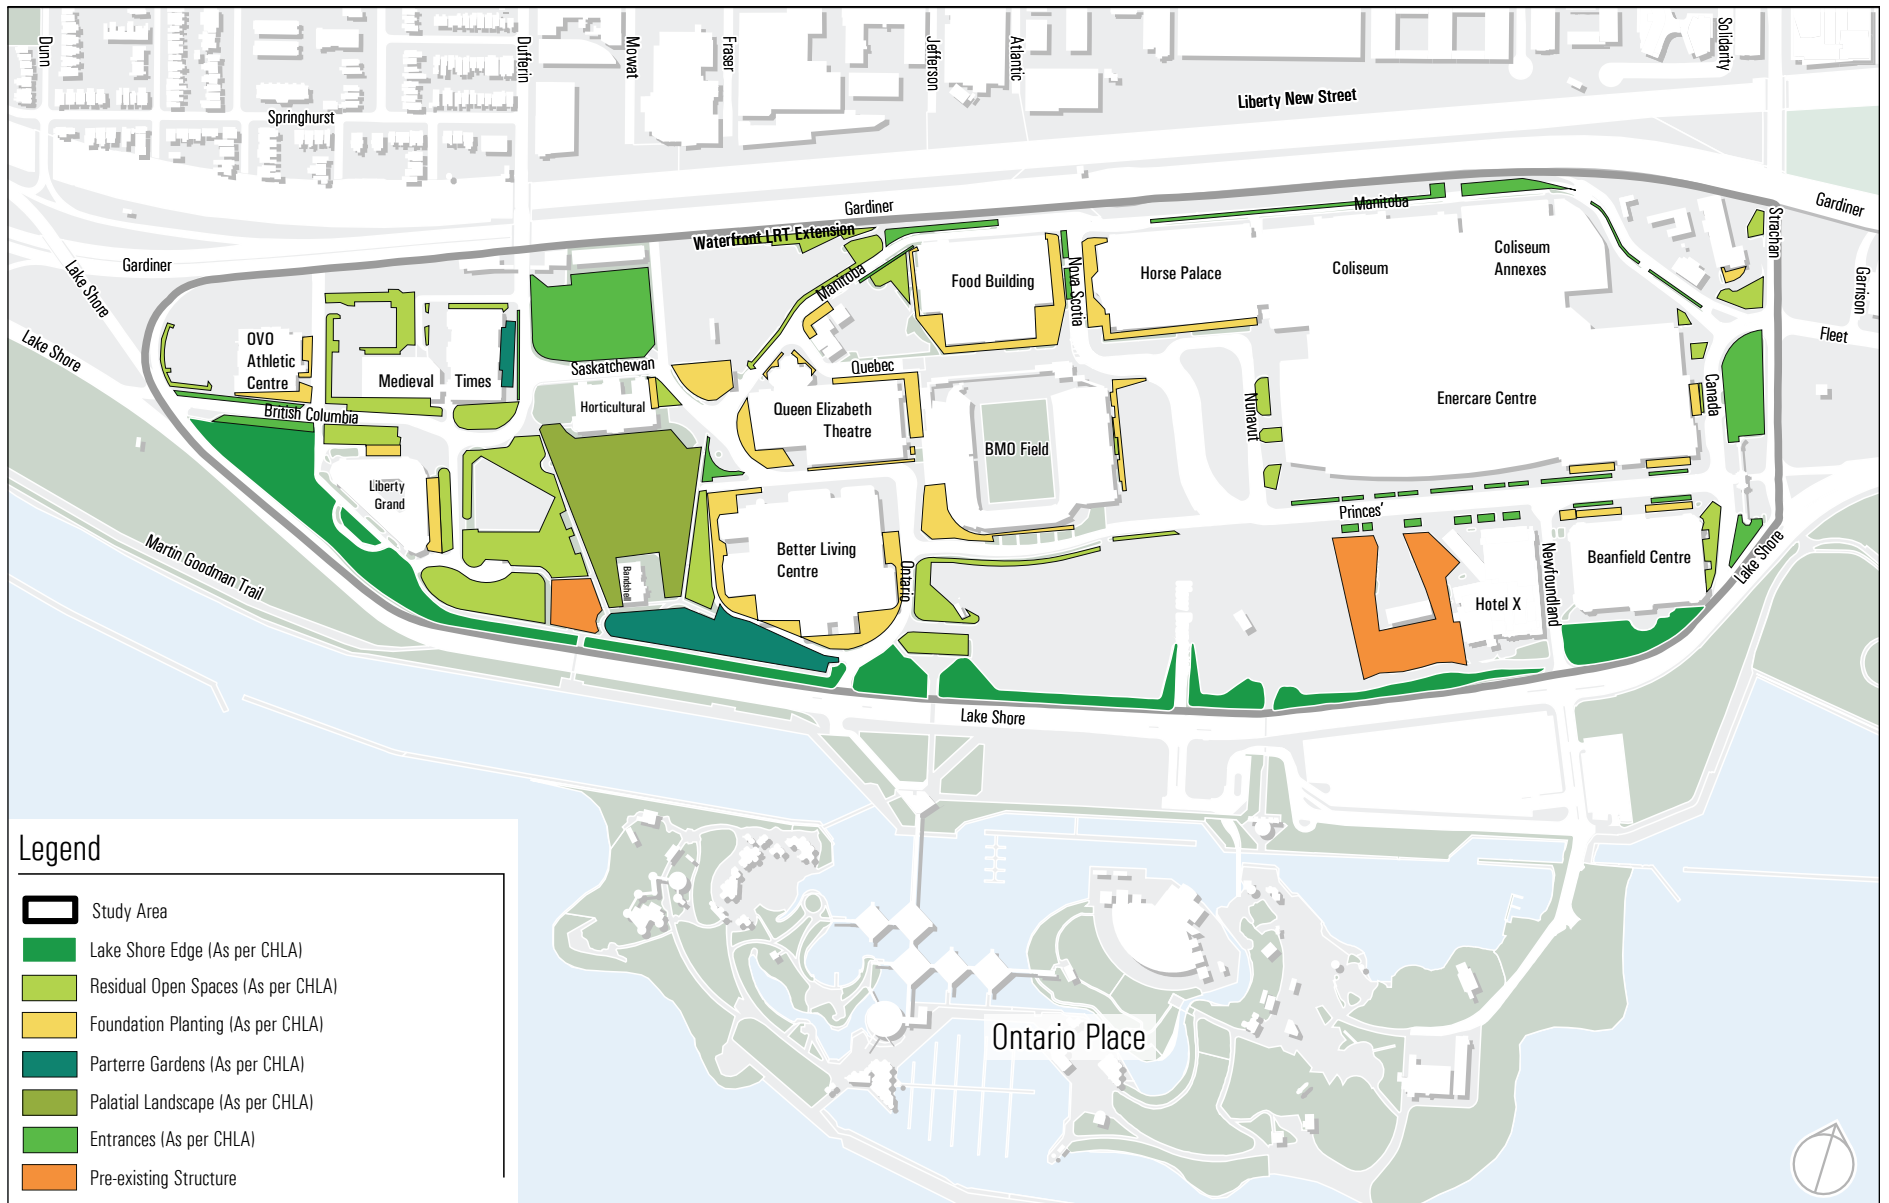 Dunn
Dufferin
Mowat
Fraser
Jefferson
Atlantic
Solidarity
Springhurst
Liberty New Street
Gardiner
Gardiner
Gardiner
Waterfront LRT Extension
Manitoba
Manitoba
Strachan
Garrison
Fleet
Lake Shore
Lake Shore
Food Building
Nova Scotia
Horse Palace
Coliseum
Coliseum
Annexes
OVO
Athletic
Centre
Medieval Times
Saskatchewan
Quebec
Horticultural
British Columbia
Queen Elizabeth
Theatre
BMO Field
Nunavut
Enercare Centre
Canada
Liberty
Grand
Princes'
Better Living
Centre
Ontario
Bandshell
Martin Goodman Trail
Hotel X
Newfoundland
Beanfield Centre
Lake Shore
Lake Shore
Ontario Place
Legend
Study Area
Lake Shore Edge (As per CHLA)
Residual Open Spaces (As per CHLA)
Foundation Planting (As per CHLA)
Parterre Gardens (As per CHLA)
Palatial Landscape (As per CHLA)
Entrances (As per CHLA)
Pre-existing Structure